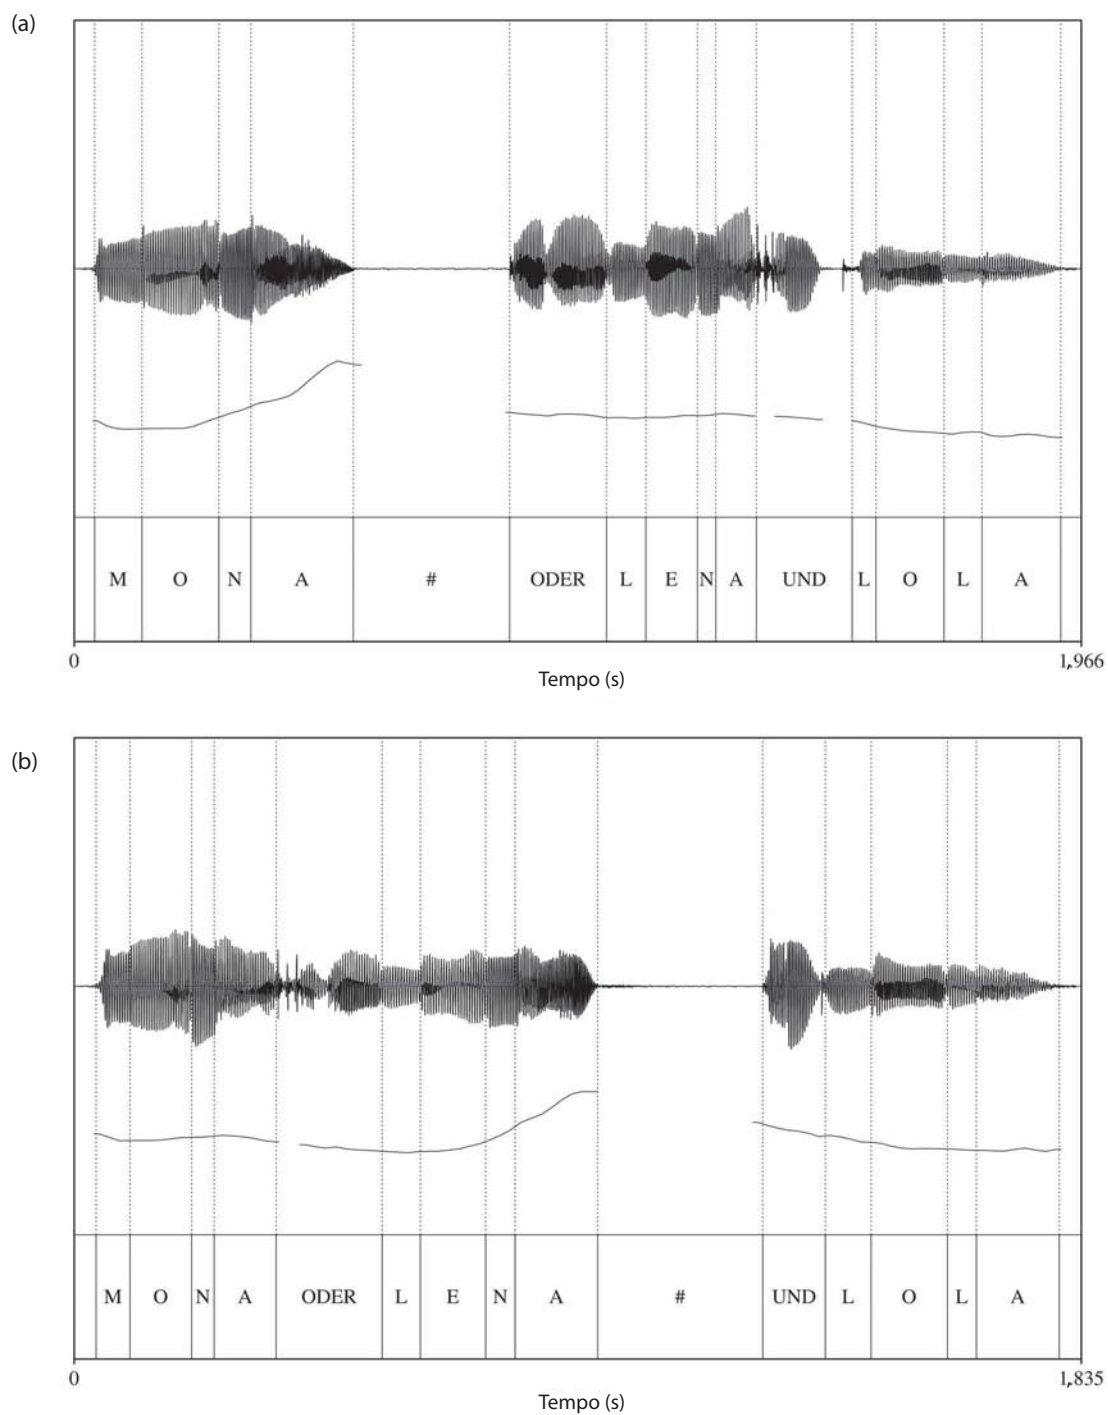 (a)
M O N A # ODER L E N A UND L O L A
0 1,966
Tempo (s)
(b)
M O N A ODER L E N A # UND L O L A
0 1,835
Tempo (s)